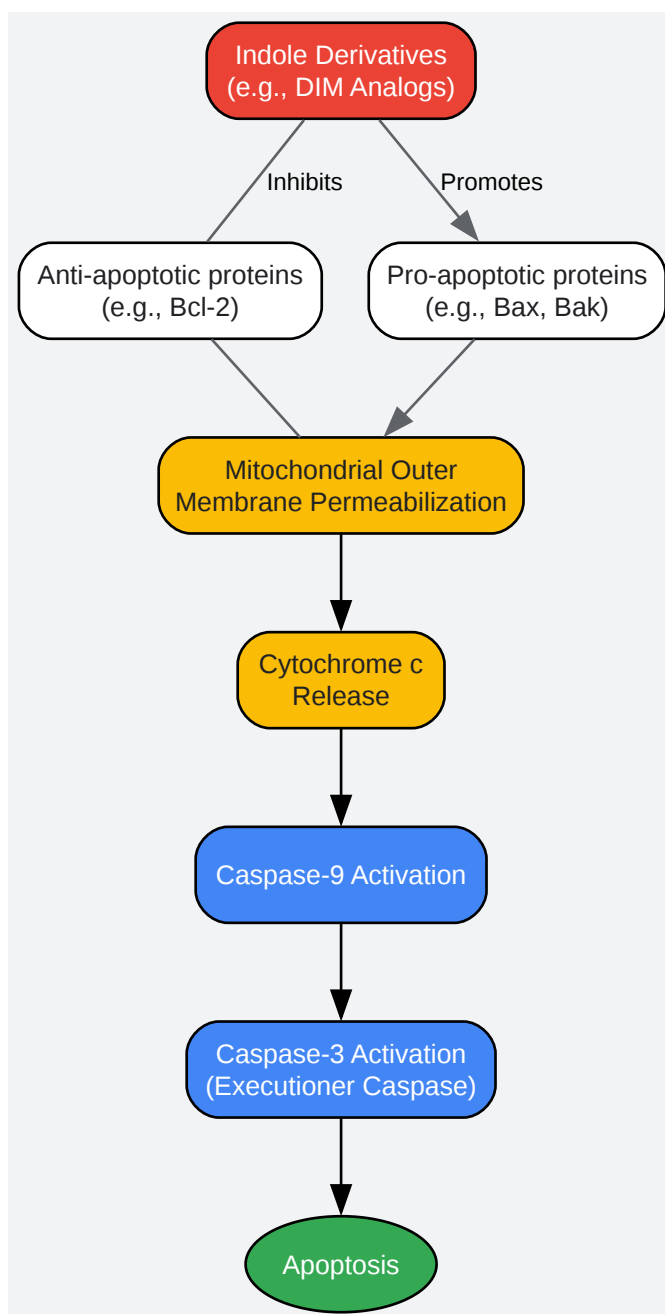 Indole Derivatives
(e.g., DIM Analogs)
Inhibits
Promotes
Anti-apoptotic proteins
(e.g., Bcl-2)
Pro-apoptotic proteins
(e.g., Bax, Bak)
Mitochondrial Outer
Membrane Permeabilization
Cytochrome c
Release
Caspase-9 Activation
Caspase-3 Activation
(Executioner Caspase)
Apoptosis